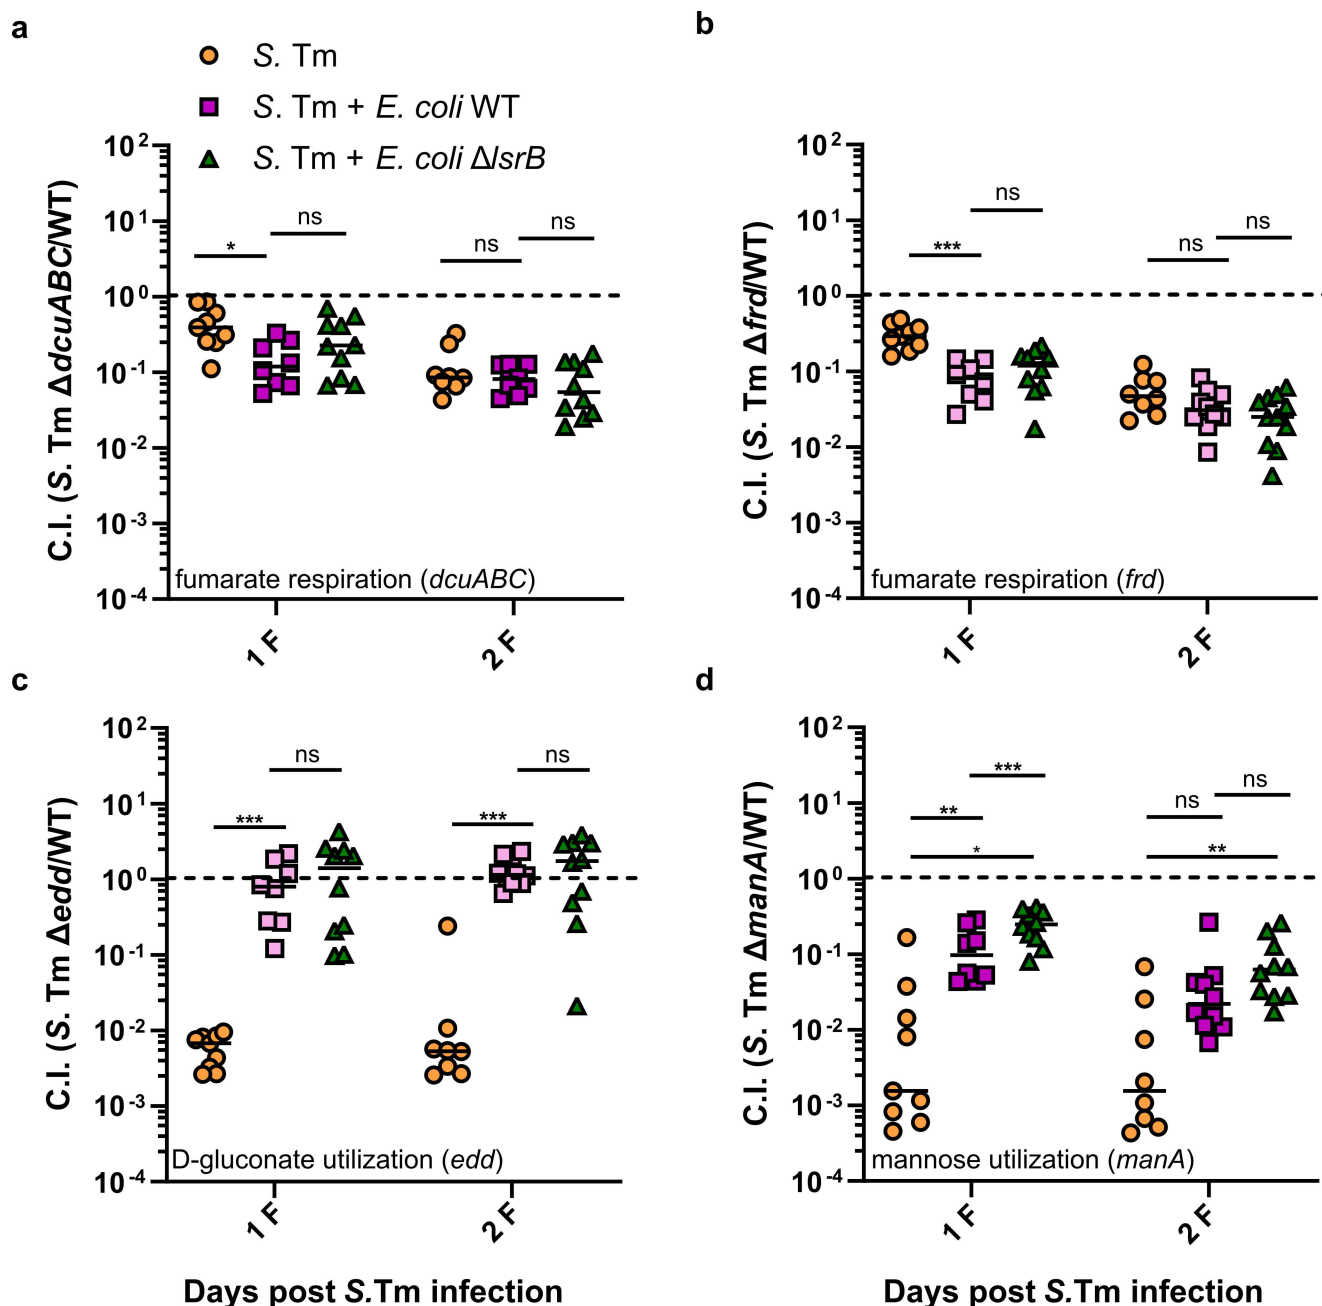 a
S. Tm
S. Tm + E. coli WT
S. Tm + E. coli ΔlsrB
C.I. (S. Tm ΔdcuABC/WT)
10^2
10^1
10^0
10^-1
10^-2
10^-3
10^-4
*
ns
ns
ns
fumarate respiration (dcuABC)
1 F
2 F
b
C.I. (S. Tm Δfrd/WT)
10^2
10^1
10^0
10^-1
10^-2
10^-3
10^-4
***
ns
ns
ns
fumarate respiration (frd)
1 F
2 F
c
C.I. (S. Tm Δedd/WT)
10^2
10^1
10^0
10^-1
10^-2
10^-3
10^-4
***
ns
***
ns
D-gluconate utilization (edd)
1 F
2 F
Days post S.Tm infection
d
C.I. (S. Tm ΔmanA/WT)
10^2
10^1
10^0
10^-1
10^-2
10^-3
10^-4
**
***
*
ns
ns
**
mannose utilization (manA)
1 F
2 F
Days post S.Tm infection